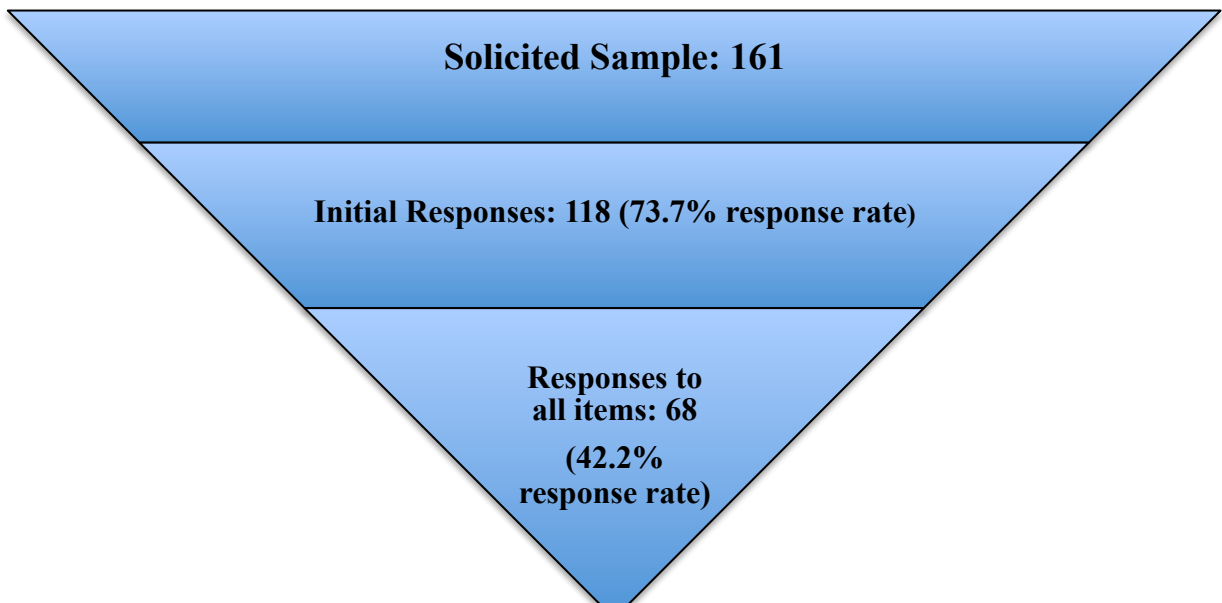 Solicited Sample: 161
Initial Responses: 118 (73.7% response rate)
Responses to
all items: 68
(42.2%
response rate)